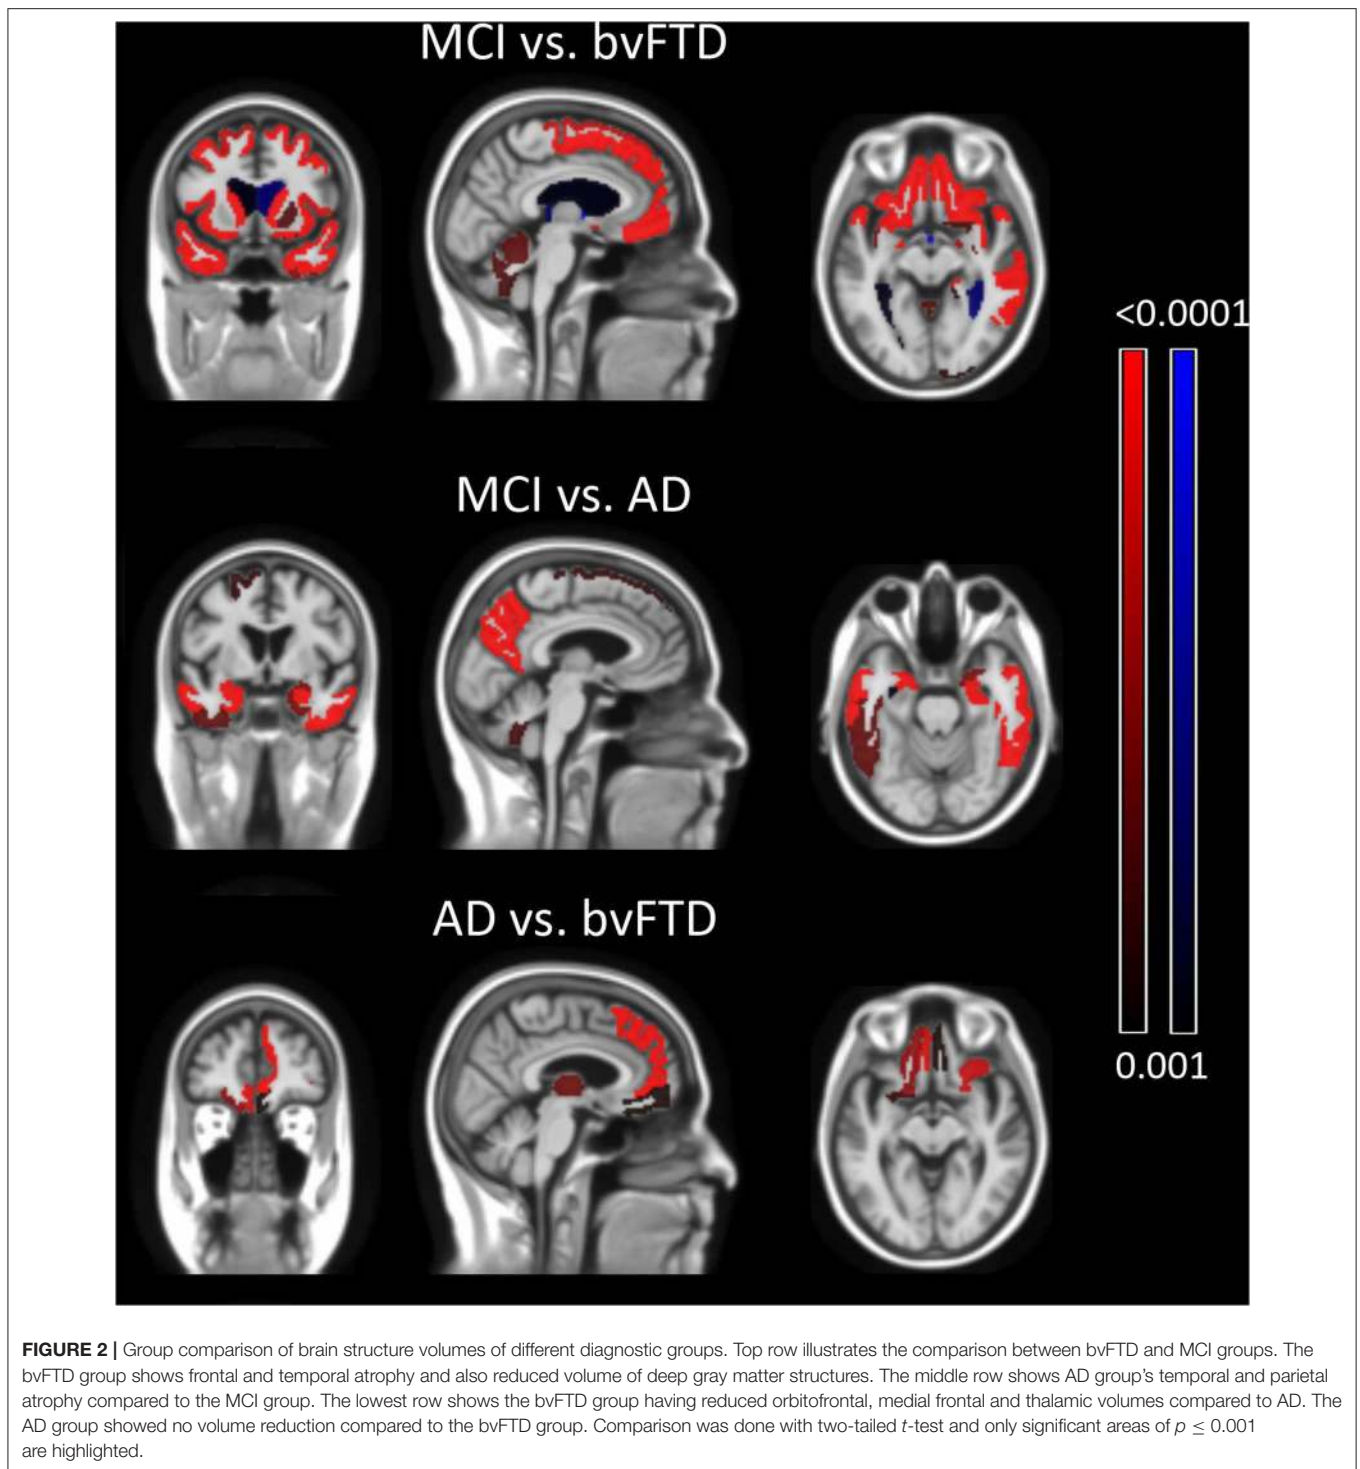 MCI vs. bvFTD
<0.0001
MCI vs. AD
AD vs. bvFTD
0.001
FIGURE 2 | Group comparison of brain structure volumes of different diagnostic groups. Top row illustrates the comparison between bvFTD and MCI groups. The
bvFTD group shows frontal and temporal atrophy and also reduced volume of deep gray matter structures. The middle row shows AD group's temporal and parietal
atrophy compared to the MCI group. The lowest row shows the bvFTD group having reduced orbitofrontal, medial frontal and thalamic volumes compared to AD. The
AD group showed no volume reduction compared to the bvFTD group. Comparison was done with two-tailed t-test and only significant areas of p ≤ 0.001
are highlighted.